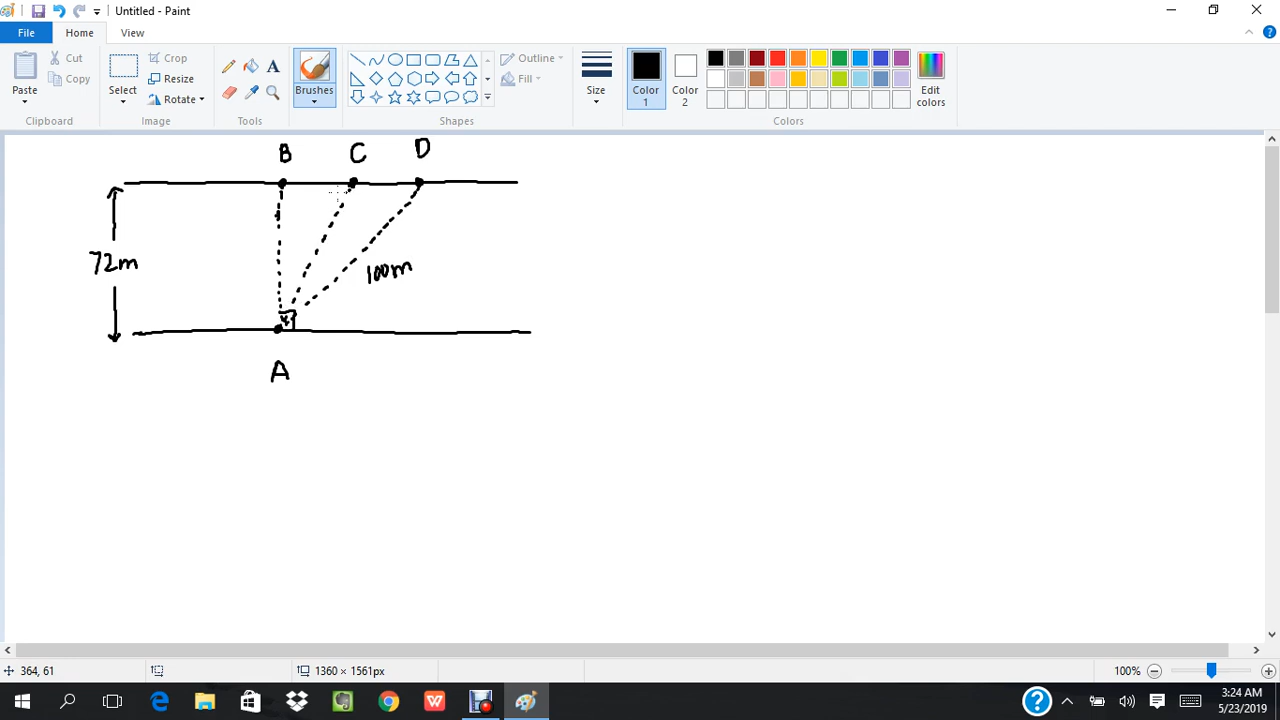 Untitled - Paint
File Home View
Paste
Cut
Copy
Clipboard
Select
Crop
Resize
Rotate
Image
A
Tools
Brushes
Shapes
Outline
Fill
Size
Color 1
Color 2
Edit colors
Colors
B C D
72m
100m
A
364, 61
1360 × 1561px
100%
W
3:24 AM
5/23/2019